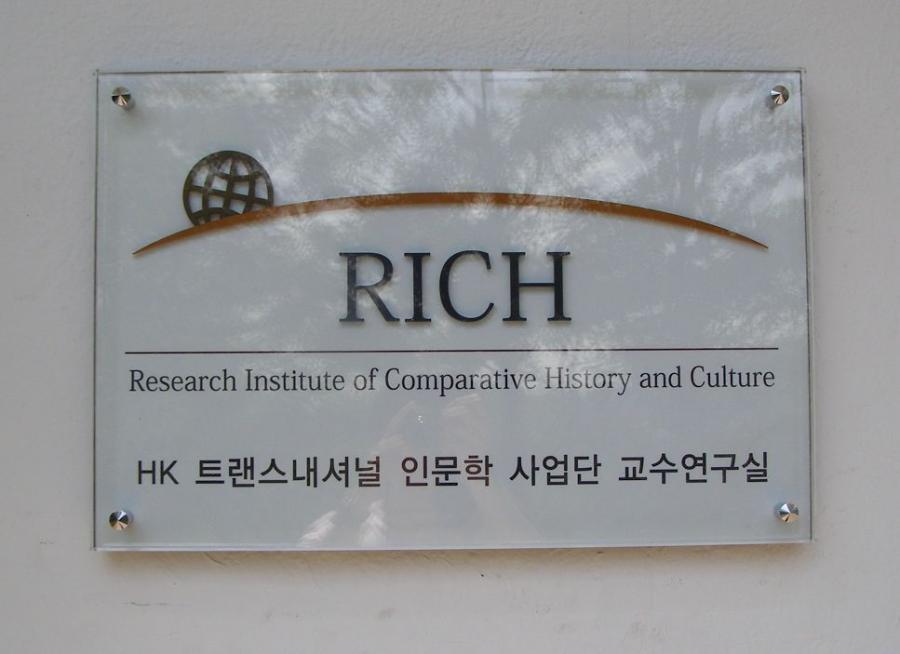 RICH
Research Institute of Comparative History and Culture
HK 트랜스내셔널 인문학 사업단 교수연구실